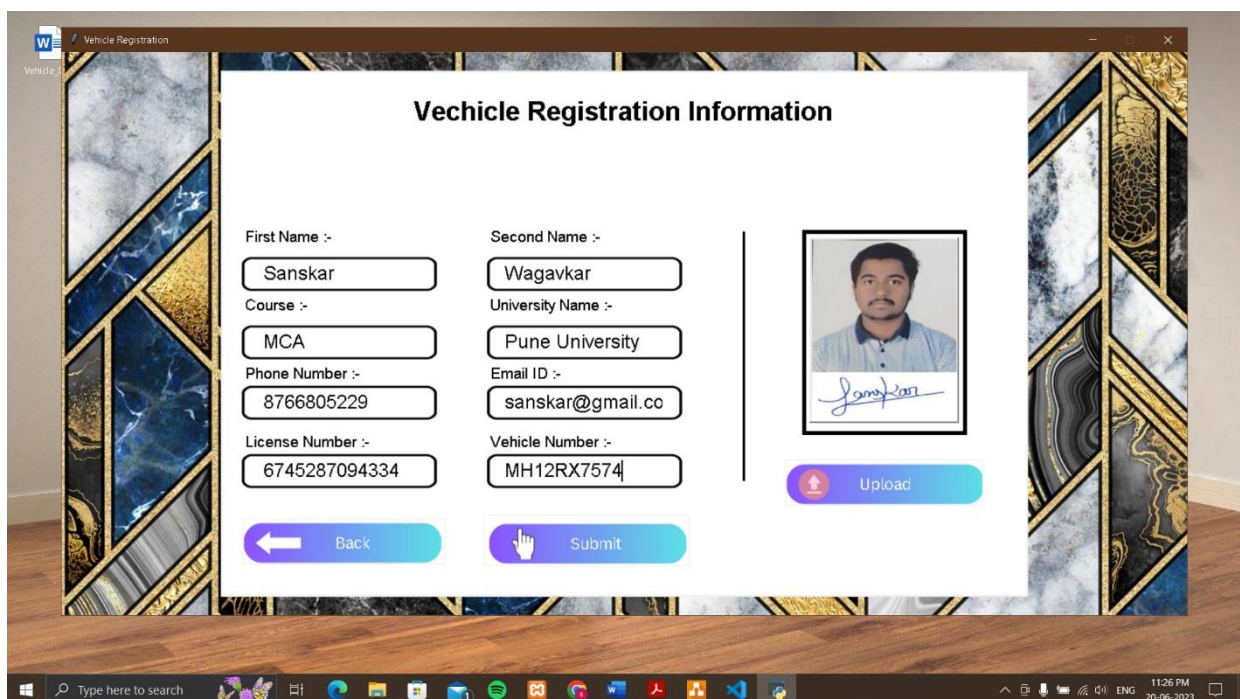 W
Vehicle Registration
Vechicle Registration Information
First Name :-
Second Name :-
Sanskar
Wagavkar
Course :-
University Name :-
MCA
Pune University
Phone Number :-
Email ID :-
8766805229
sanskar@gmail.co
Sanskar
License Number :-
Vehicle Number :-
6745287094334
MH12RX7574
Upload
Back
Submit
Type here to search
ENG
11:26 PM
20-06-2023